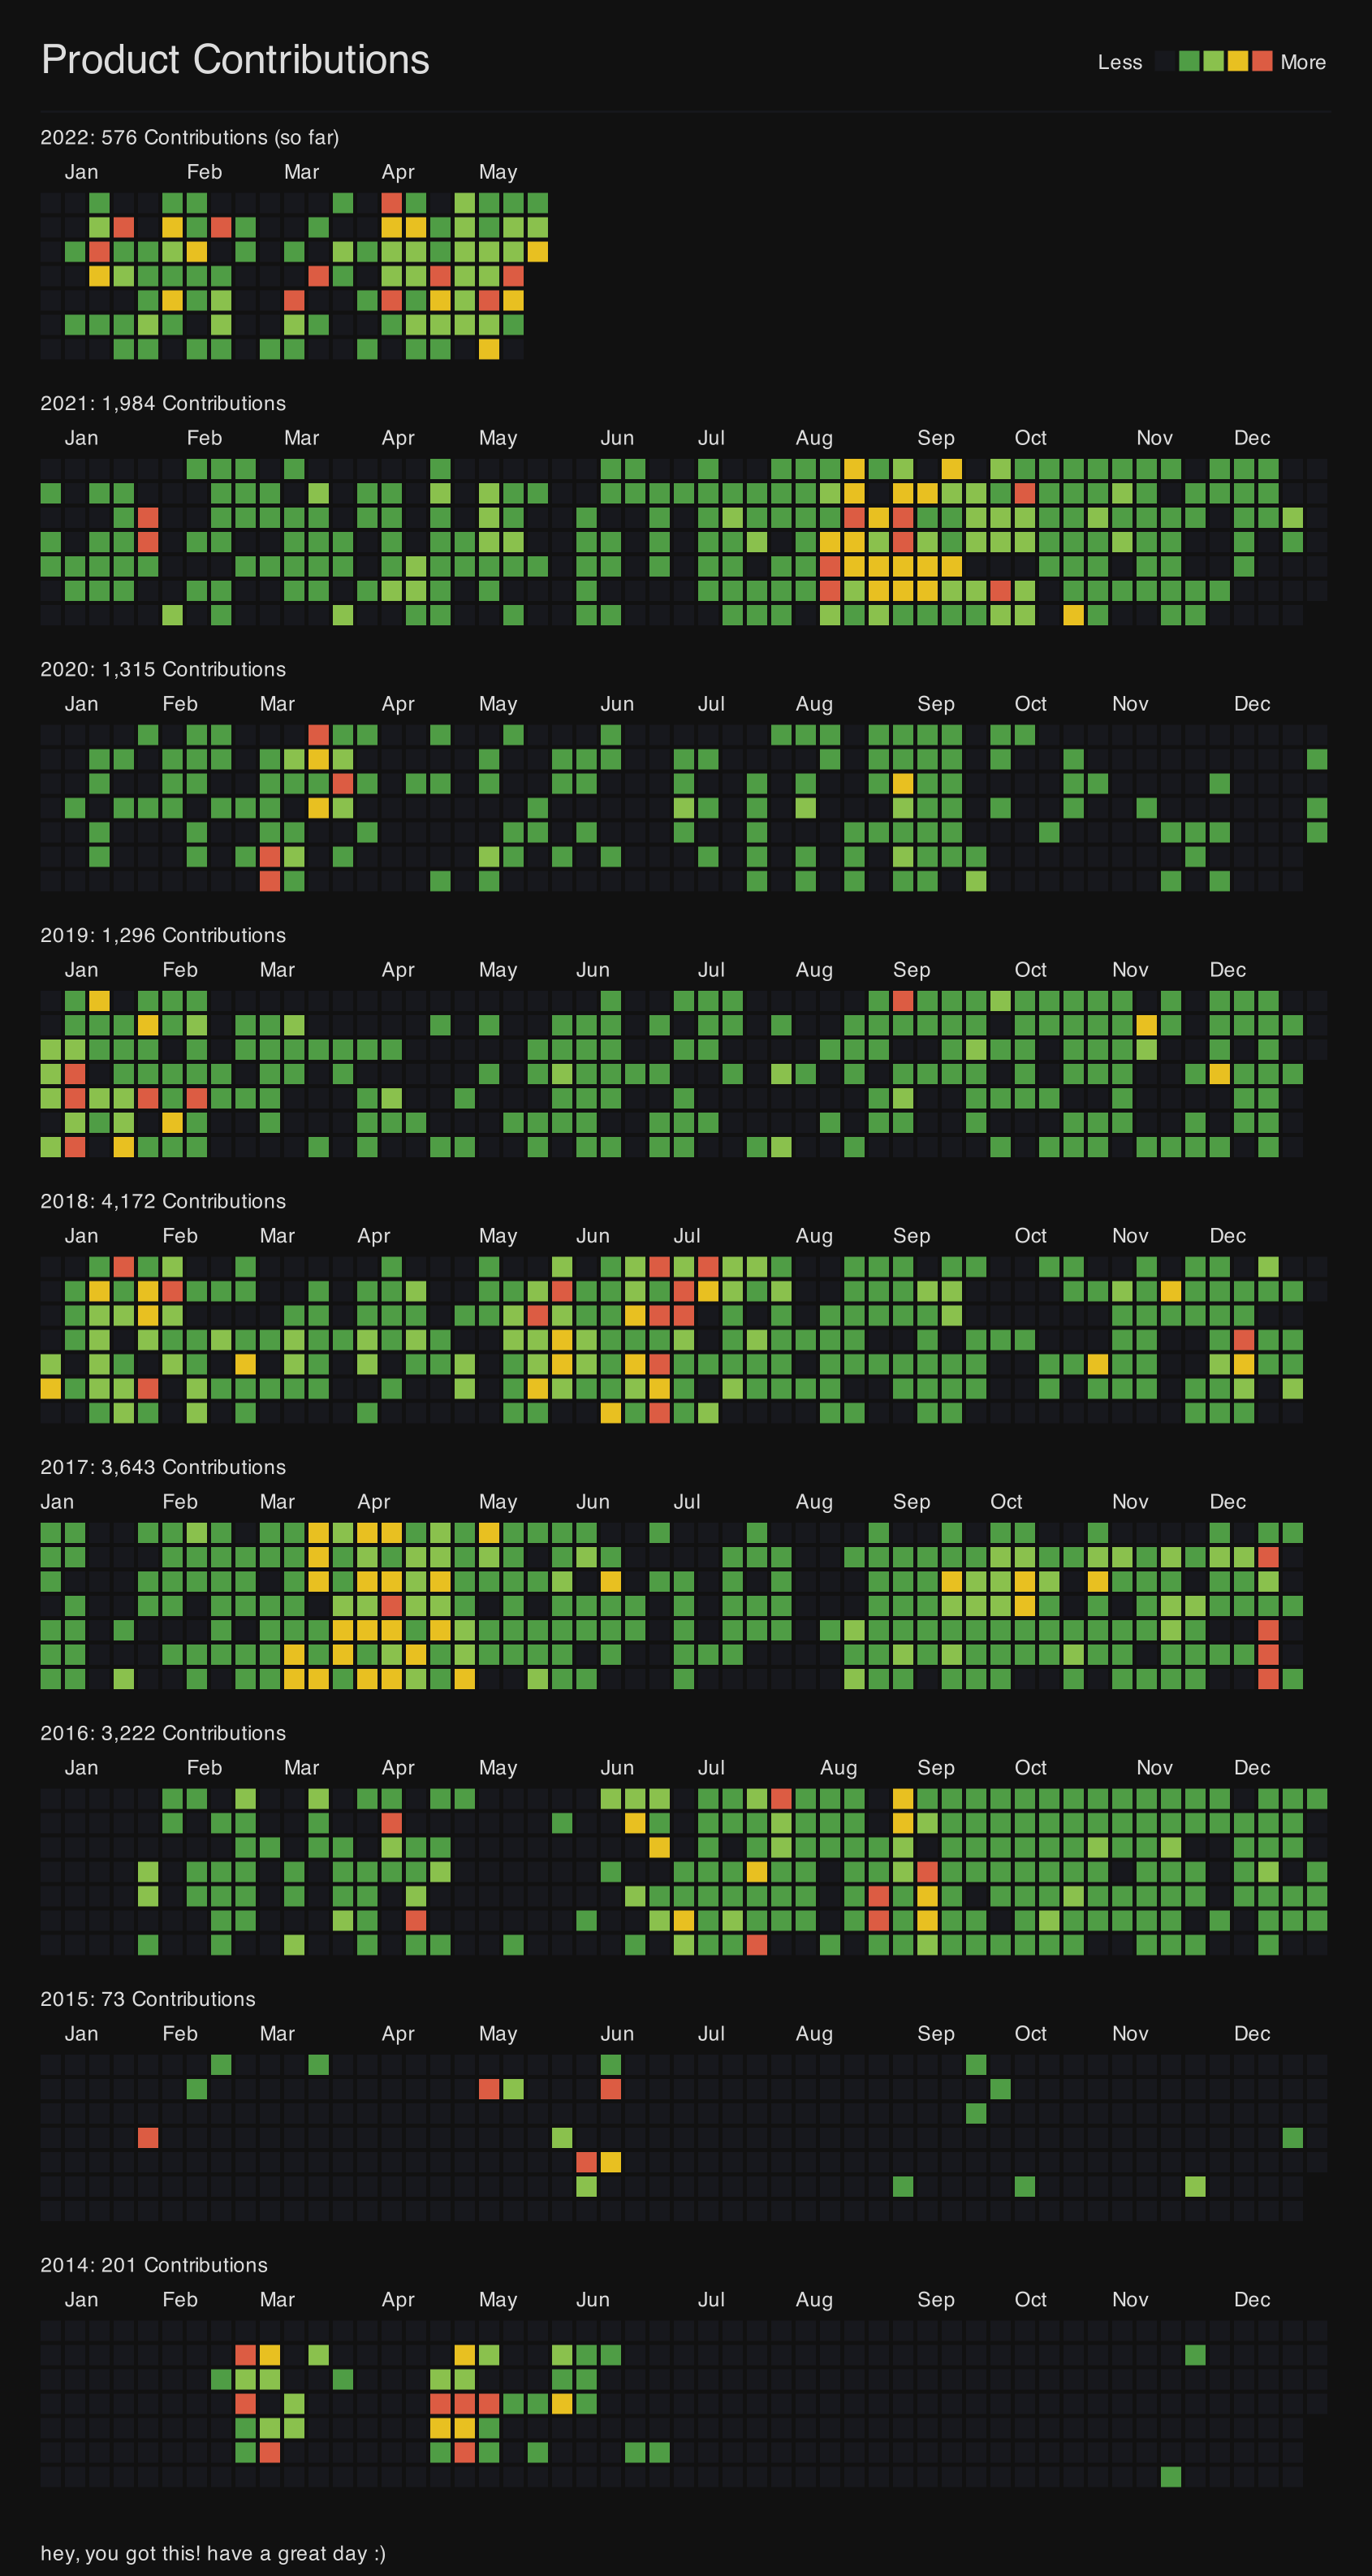 Product Contributions
Less More
2022: 576 Contributions (so far)
Jan Feb Mar Apr May
2021: 1,984 Contributions
Jan Feb Mar Apr May Jun Jul Aug Sep Oct Nov Dec
2020: 1,315 Contributions
Jan Feb Mar Apr May Jun Jul Aug Sep Oct Nov Dec
2019: 1,296 Contributions
Jan Feb Mar Apr May Jun Jul Aug Sep Oct Nov Dec
2018: 4,172 Contributions
Jan Feb Mar Apr May Jun Jul Aug Sep Oct Nov Dec
2017: 3,643 Contributions
Jan Feb Mar Apr May Jun Jul Aug Sep Oct Nov Dec
2016: 3,222 Contributions
Jan Feb Mar Apr May Jun Jul Aug Sep Oct Nov Dec
2015: 73 Contributions
Jan Feb Mar Apr May Jun Jul Aug Sep Oct Nov Dec
2014: 201 Contributions
Jan Feb Mar Apr May Jun Jul Aug Sep Oct Nov Dec
hey, you got this! have a great day :)